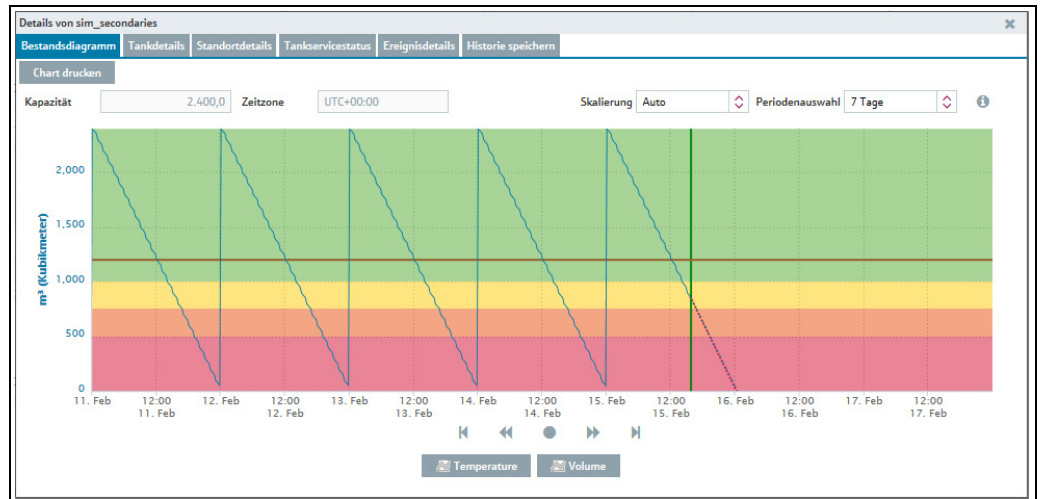 Details von sim_secondaries
Bestandsdiagramm Tankdetails Standortdetails Tankservicestatus Ereignisdetails Historie speichern
Chart drucken
Kapazität 2.400,0 Zeitzone UTC+00:00 Skalierung Auto Periodenauswahl 7 Tage
m³ (Kubikmeter)
2,000
1,500
1,000
500
0
11. Feb 12:00 12. Feb 12:00 13. Feb 12:00 14. Feb 12:00 15. Feb 12:00 16. Feb 12:00 17. Feb 12:00
11. Feb 12. Feb 13. Feb 14. Feb 15. Feb 16. Feb 17. Feb
Temperature Volume